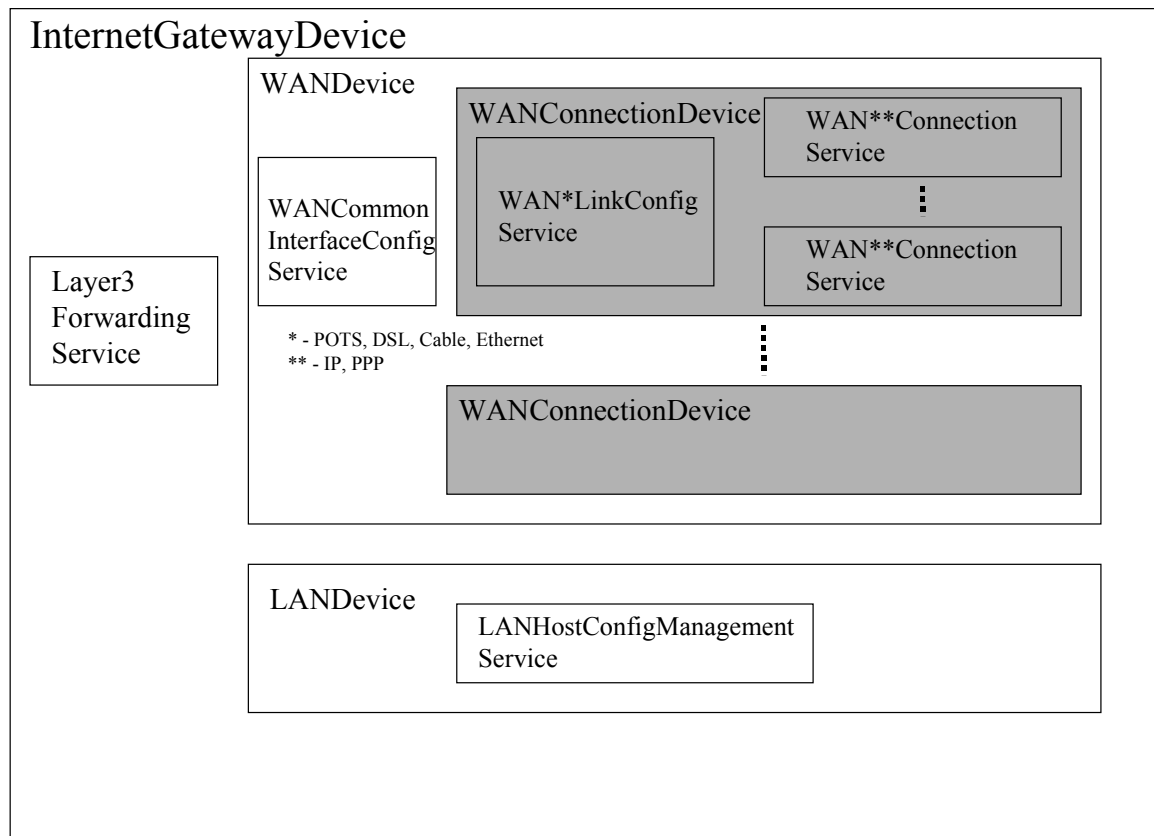 InternetGatewayDevice
WANDevice
WANConnectionDevice
WAN**Connection
Service
WAN*LinkConfig
Service
WAN**Connection
Service
WANCommon
InterfaceConfig
Service
Layer3
Forwarding
Service
* - POTS, DSL, Cable, Ethernet
** - IP, PPP
WANConnectionDevice
LANDevice
LANHostConfigManagement
Service